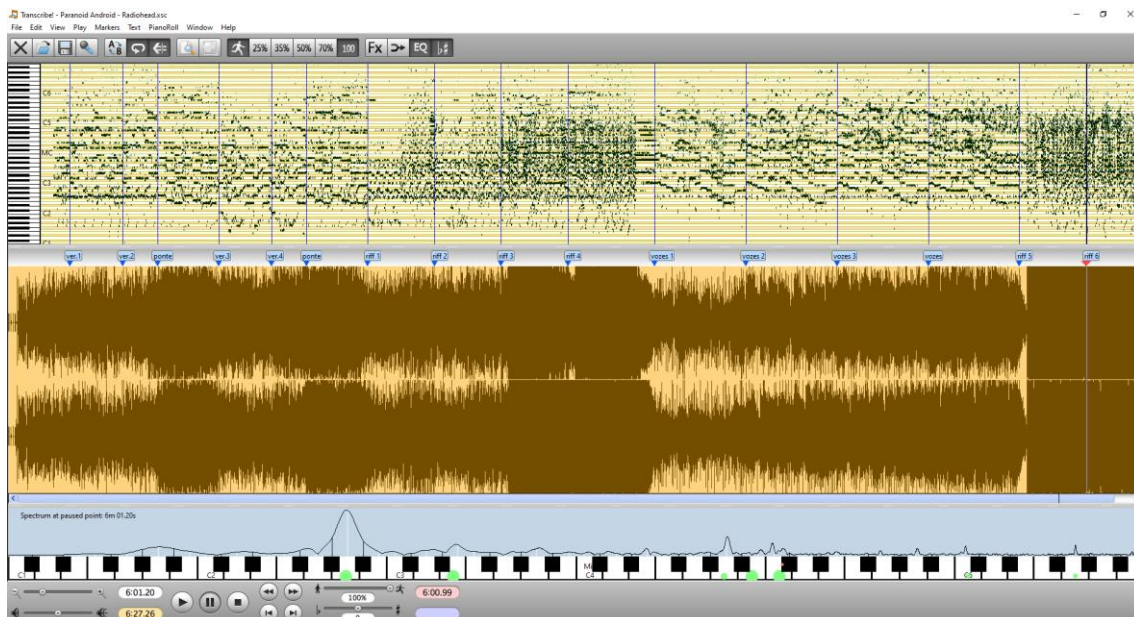 Transcribe! - Paranoid Android - Radiohead.xsc
File Edit View Play Markers Text PianoRoll Window Help
25% 35% 50% 70% 100 Fx EQ
C6
C5
C3
C2
ver.1 ver.2 ponte ver.3 ver.4 ponte riff 1 riff 2 riff 3 riff 4 vozes 1 vozes 2 vozes 3 vozes riff 5 riff 6
Spectrum at paused point: 6m 01.20s
C1 C2 C3 C4 C5
6:01.20 100% 6:00.99
6:27.26